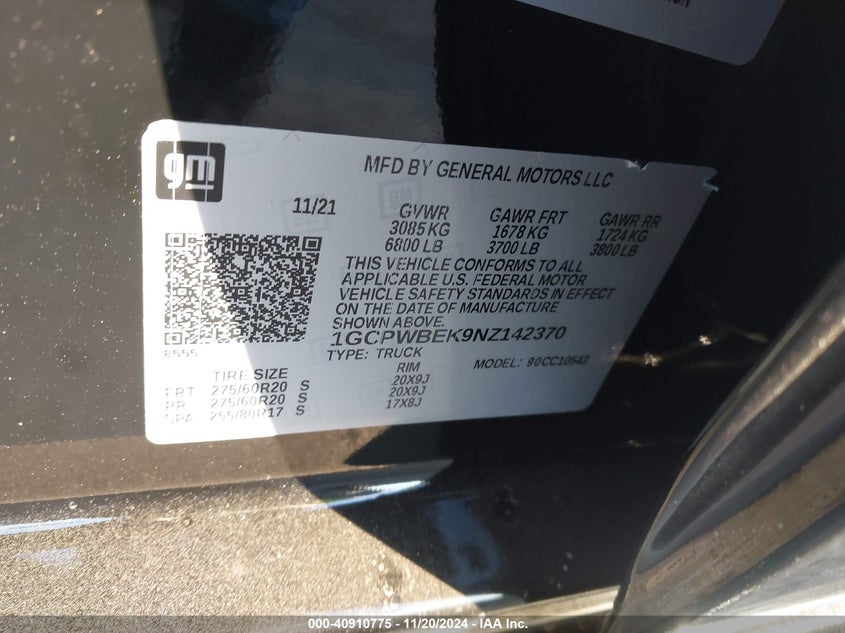 gm
MFD BY GENERAL MOTORS LLC
11/21 GVWR GAWR FRT GAWR RR
3085 KG 1678 KG 1724 KG
6800 LB 3700 LB 3800 LB
THIS VEHICLE CONFORMS TO ALL
APPLICABLE U.S. FEDERAL MOTOR
VEHICLE SAFETY STANDARDS IN EFFECT
ON THE DATE OF MANUFACTURE
SHOWN ABOVE.
1GCPWBEK9NZ142370
8555
TYPE: TRUCK MODEL: 90CC10543
TIRE SIZE RIM
FRT 275/60R20 S 20X9J
RR 275/60R20 S 20X9J
SPA 255/80R17 S 17X8J
000-40910775 - 11/20/2024 - IAA Inc.